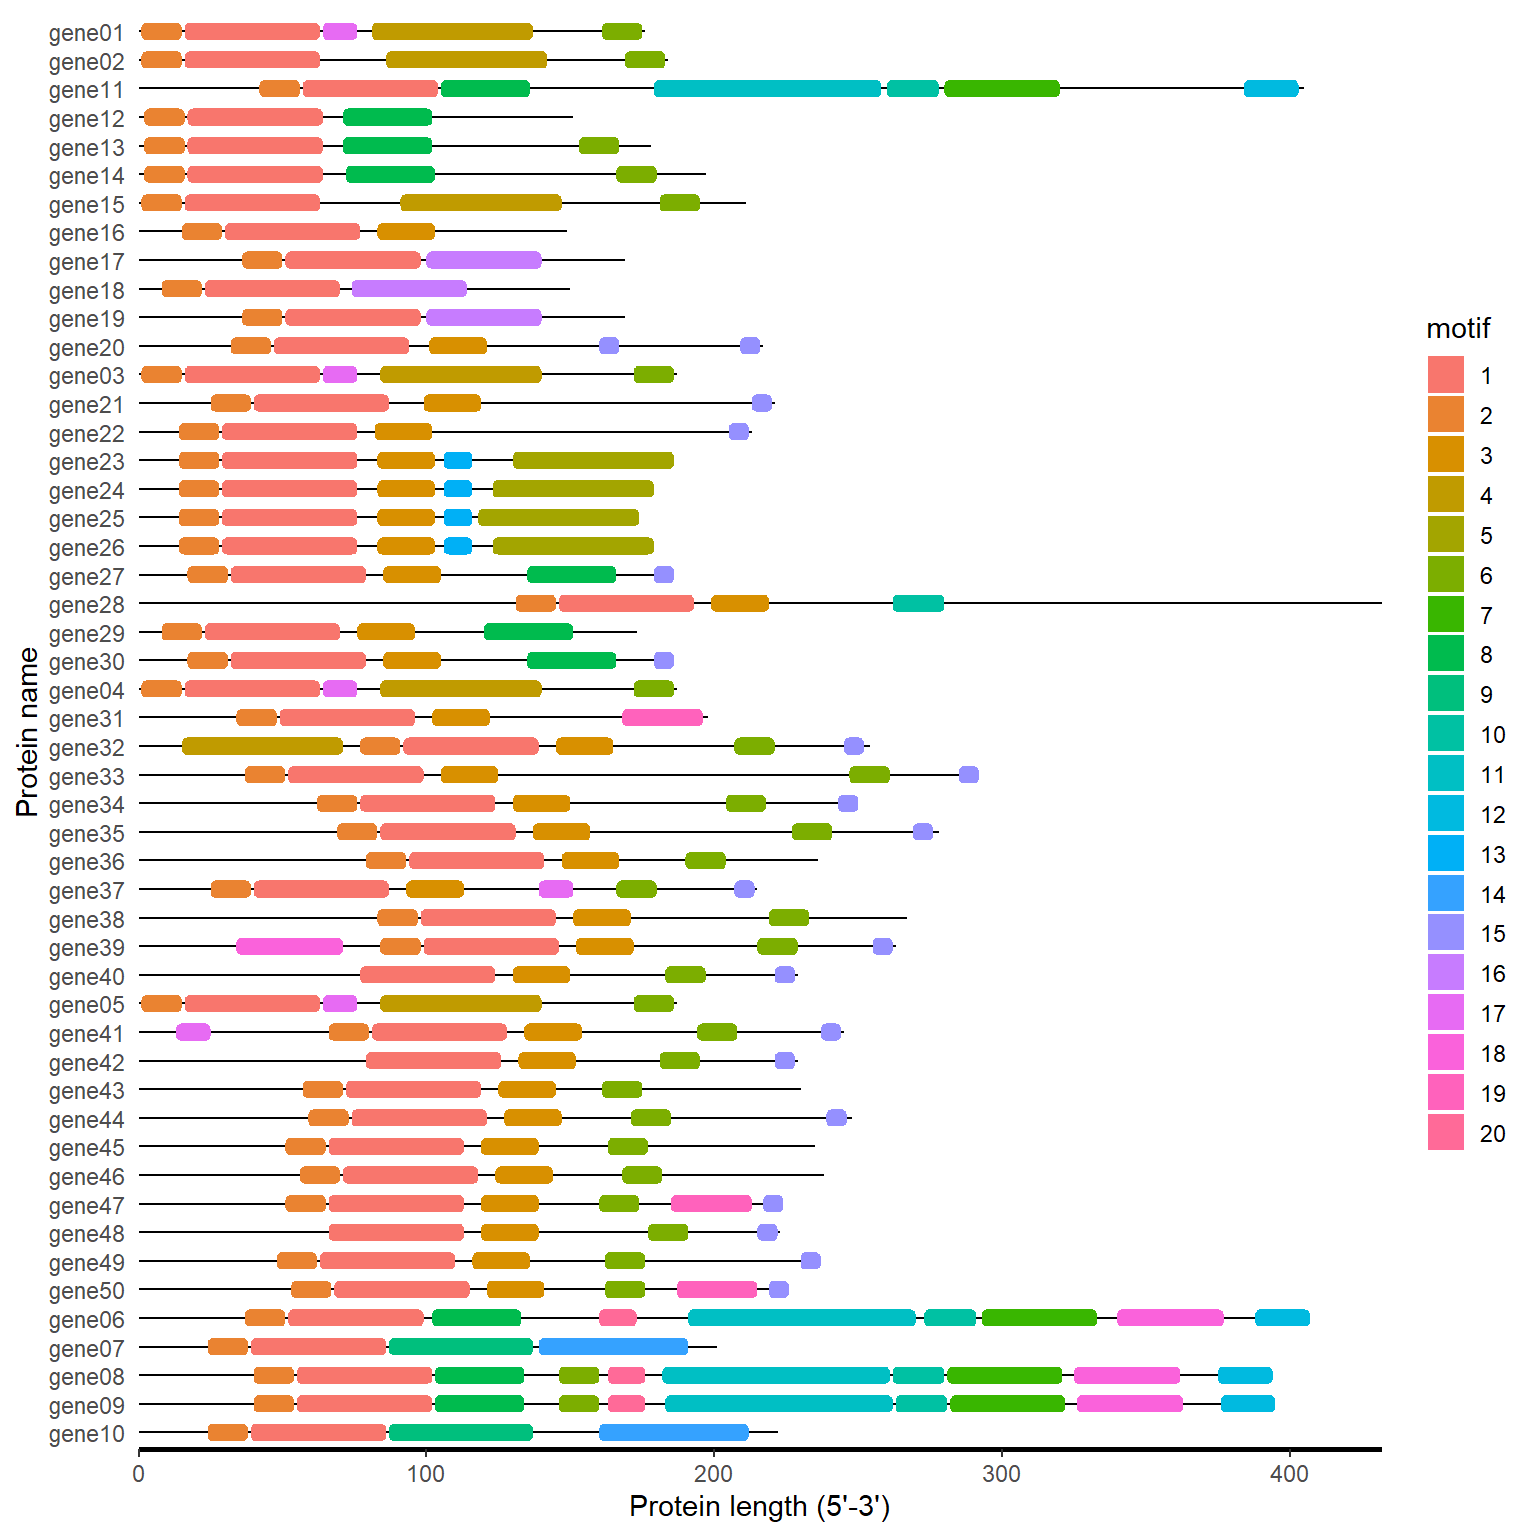 gene01
gene02
gene11
gene12
gene13
gene14
gene15
gene16
gene17
gene18
gene19
gene20
gene03
gene21
gene22
gene23
gene24
gene25
gene26
gene27
gene28
gene29
gene30
gene04
gene31
gene32
gene33
gene34
gene35
gene36
gene37
gene38
gene39
gene40
gene05
gene41
gene42
gene43
gene44
gene45
gene46
gene47
gene48
gene49
gene50
gene06
gene07
gene08
gene09
gene10
Protein name
0 100 200 300 400
Protein length (5'-3')
motif
1
2
3
4
5
6
7
8
9
10
11
12
13
14
15
16
17
18
19
20